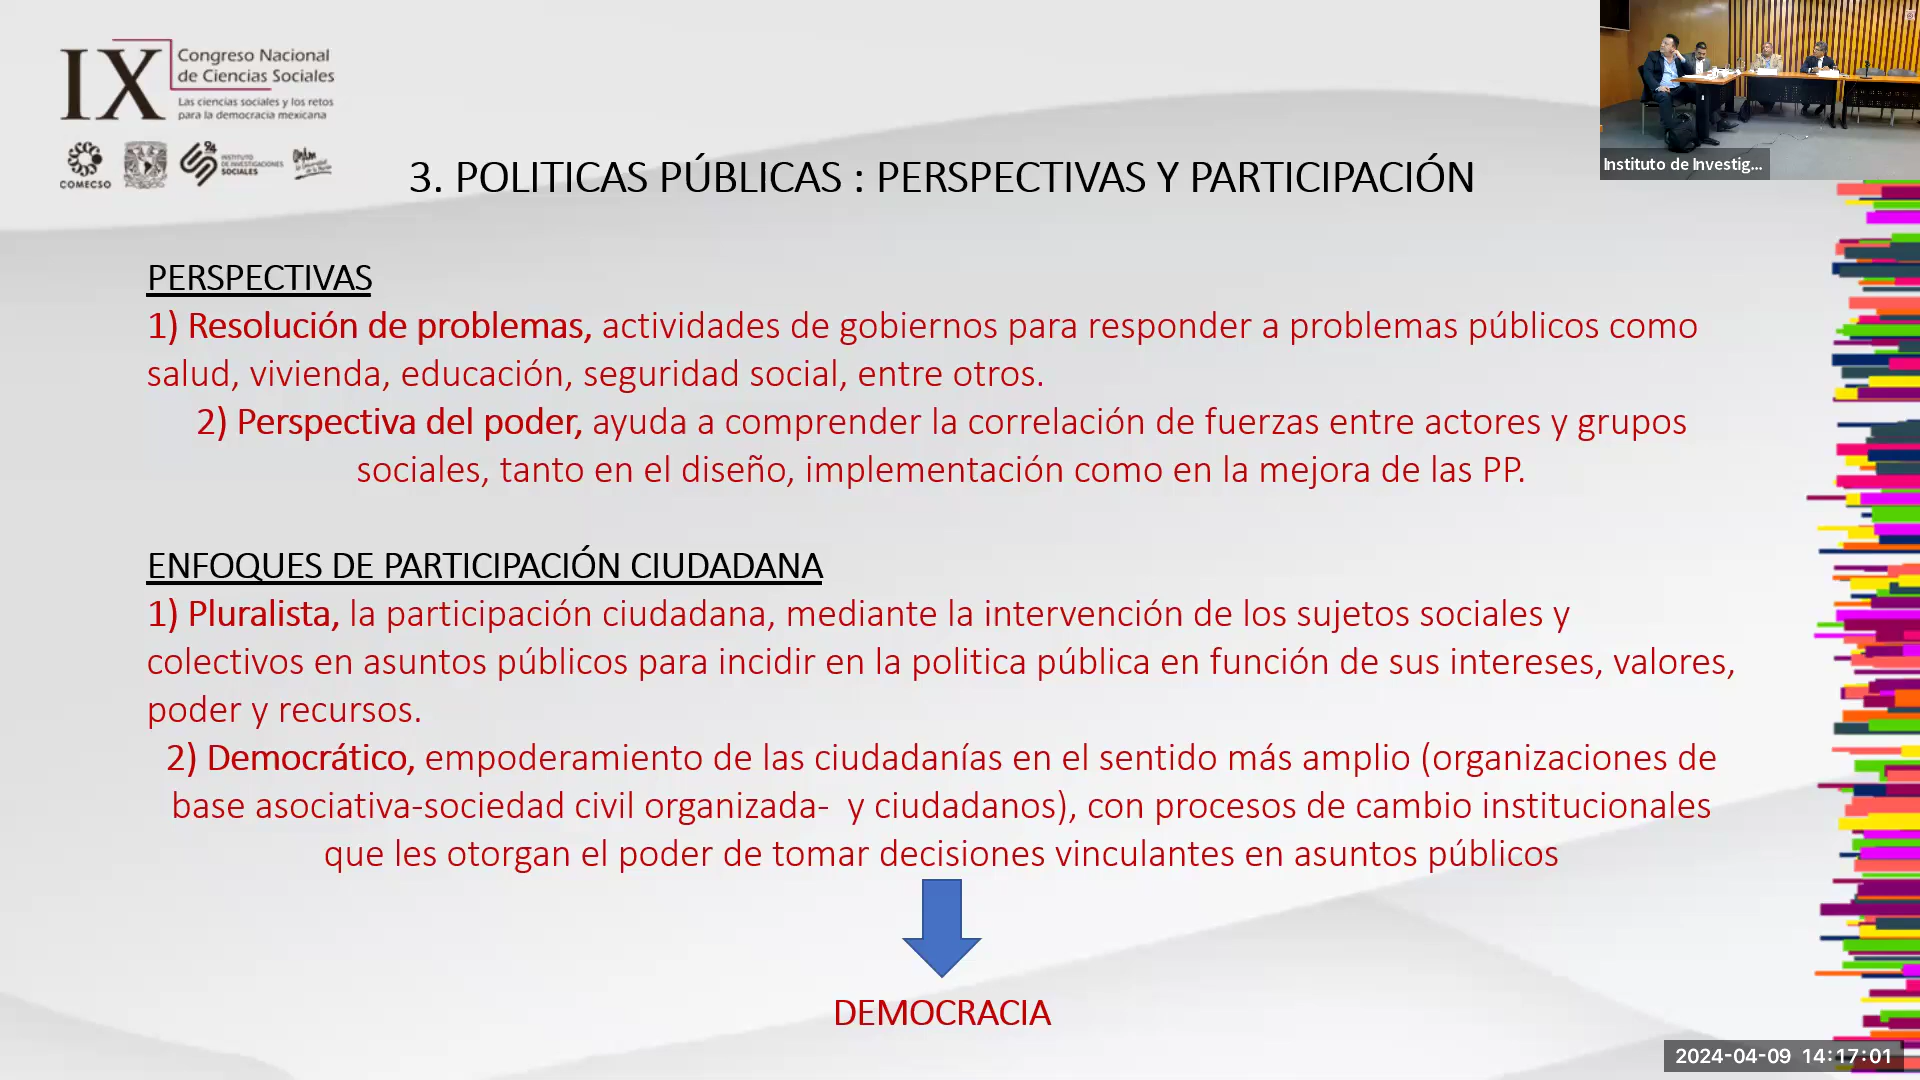 IX
Congreso Nacional
de Ciencias Sociales
Las ciencias sociales y los retos
para la democracia mexicana
COMECSO
94
INSTITUTO
DE INVESTIGACIONES
SOCIALES
Instituto de Investig...
3. POLITICAS PÚBLICAS : PERSPECTIVAS Y PARTICIPACIÓN
PERSPECTIVAS
1) Resolución de problemas, actividades de gobiernos para responder a problemas públicos como
salud, vivienda, educación, seguridad social, entre otros.
2) Perspectiva del poder, ayuda a comprender la correlación de fuerzas entre actores y grupos
sociales, tanto en el diseño, implementación como en la mejora de las PP.
ENFOQUES DE PARTICIPACIÓN CIUDADANA
1) Pluralista, la participación ciudadana, mediante la intervención de los sujetos sociales y
colectivos en asuntos públicos para incidir en la politica pública en función de sus intereses, valores,
poder y recursos.
2) Democrático, empoderamiento de las ciudadanías en el sentido más amplio (organizaciones de
base asociativa-sociedad civil organizada- y ciudadanos), con procesos de cambio institucionales
que les otorgan el poder de tomar decisiones vinculantes en asuntos públicos
DEMOCRACIA
2024-04-09 14:17:01